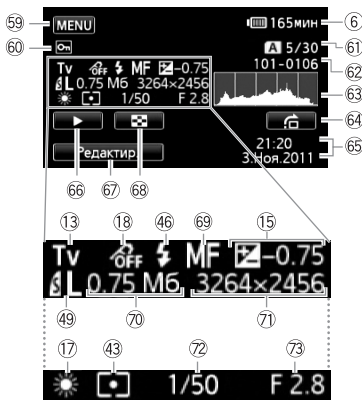 59 MENU 165мин 6
60 A 5/30 61
101-0106 62
Tv OFF MF -0.75
L 0.75 Мб 3264×2456 63
1/50 F 2.8
64
21:20 65
Редактир. 3.Ноя.2011
66 67 68
13 18 46 69 15
Tv OFF MF -0.75
L 0.75 Мб 3264×2456
49 70 71
17 43 72 73
1/50 F 2.8